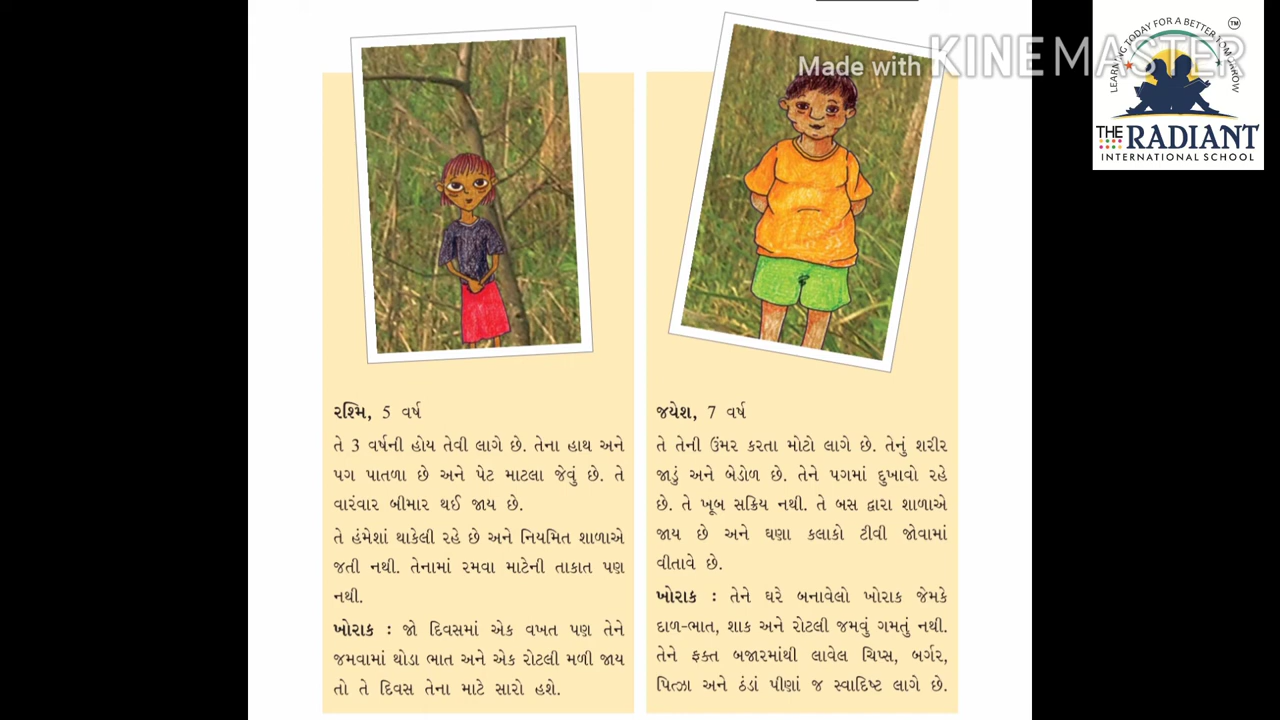 Made with KINEMASTER
LEARNING TODAY FOR A BETTER TOMORROW
TM
THE RADIANT
INTERNATIONAL SCHOOL
રશ્મિ, 5 વર્ષ
તે 3 વર્ષની હોય તેવી લાગે છે. તેના હાથ અને
પગ પાતળા છે અને પેટ માટલા જેવું છે. તે
વારંવાર બીમાર થઈ જાય છે.
તે હંમેશાં થાકેલી રહે છે અને નિયમિત શાળાએ
જતી નથી. તેનામાં રમવા માટેની તાકાત પણ
નથી.
ખોરાક : જો દિવસમાં એક વખત પણ તેને
જમવામાં થોડા ભાત અને એક રોટલી મળી જાય
તો તે દિવસ તેના માટે સારો હશે.
જયેશ, 7 વર્ષ
તે તેની ઉંમર કરતા મોટો લાગે છે. તેનું શરીર
જાડું અને બેડોળ છે. તેને પગમાં દુખાવો રહે
છે. તે ખૂબ સક્રિય નથી. તે બસ દ્વારા શાળાએ
જાય છે અને ઘણા કલાકો ટીવી જોવામાં
વીતાવે છે.
ખોરાક : તેને ઘરે બનાવેલો ખોરાક જેમકે
દાળ-ભાત, શાક અને રોટલી જમવું ગમતું નથી.
તેને ફક્ત બજારમાંથી લાવેલ ચિપ્સ, બર્ગર,
પિત્ઝા અને ઠંડાં પીણાં જ સ્વાદિષ્ટ લાગે છે.